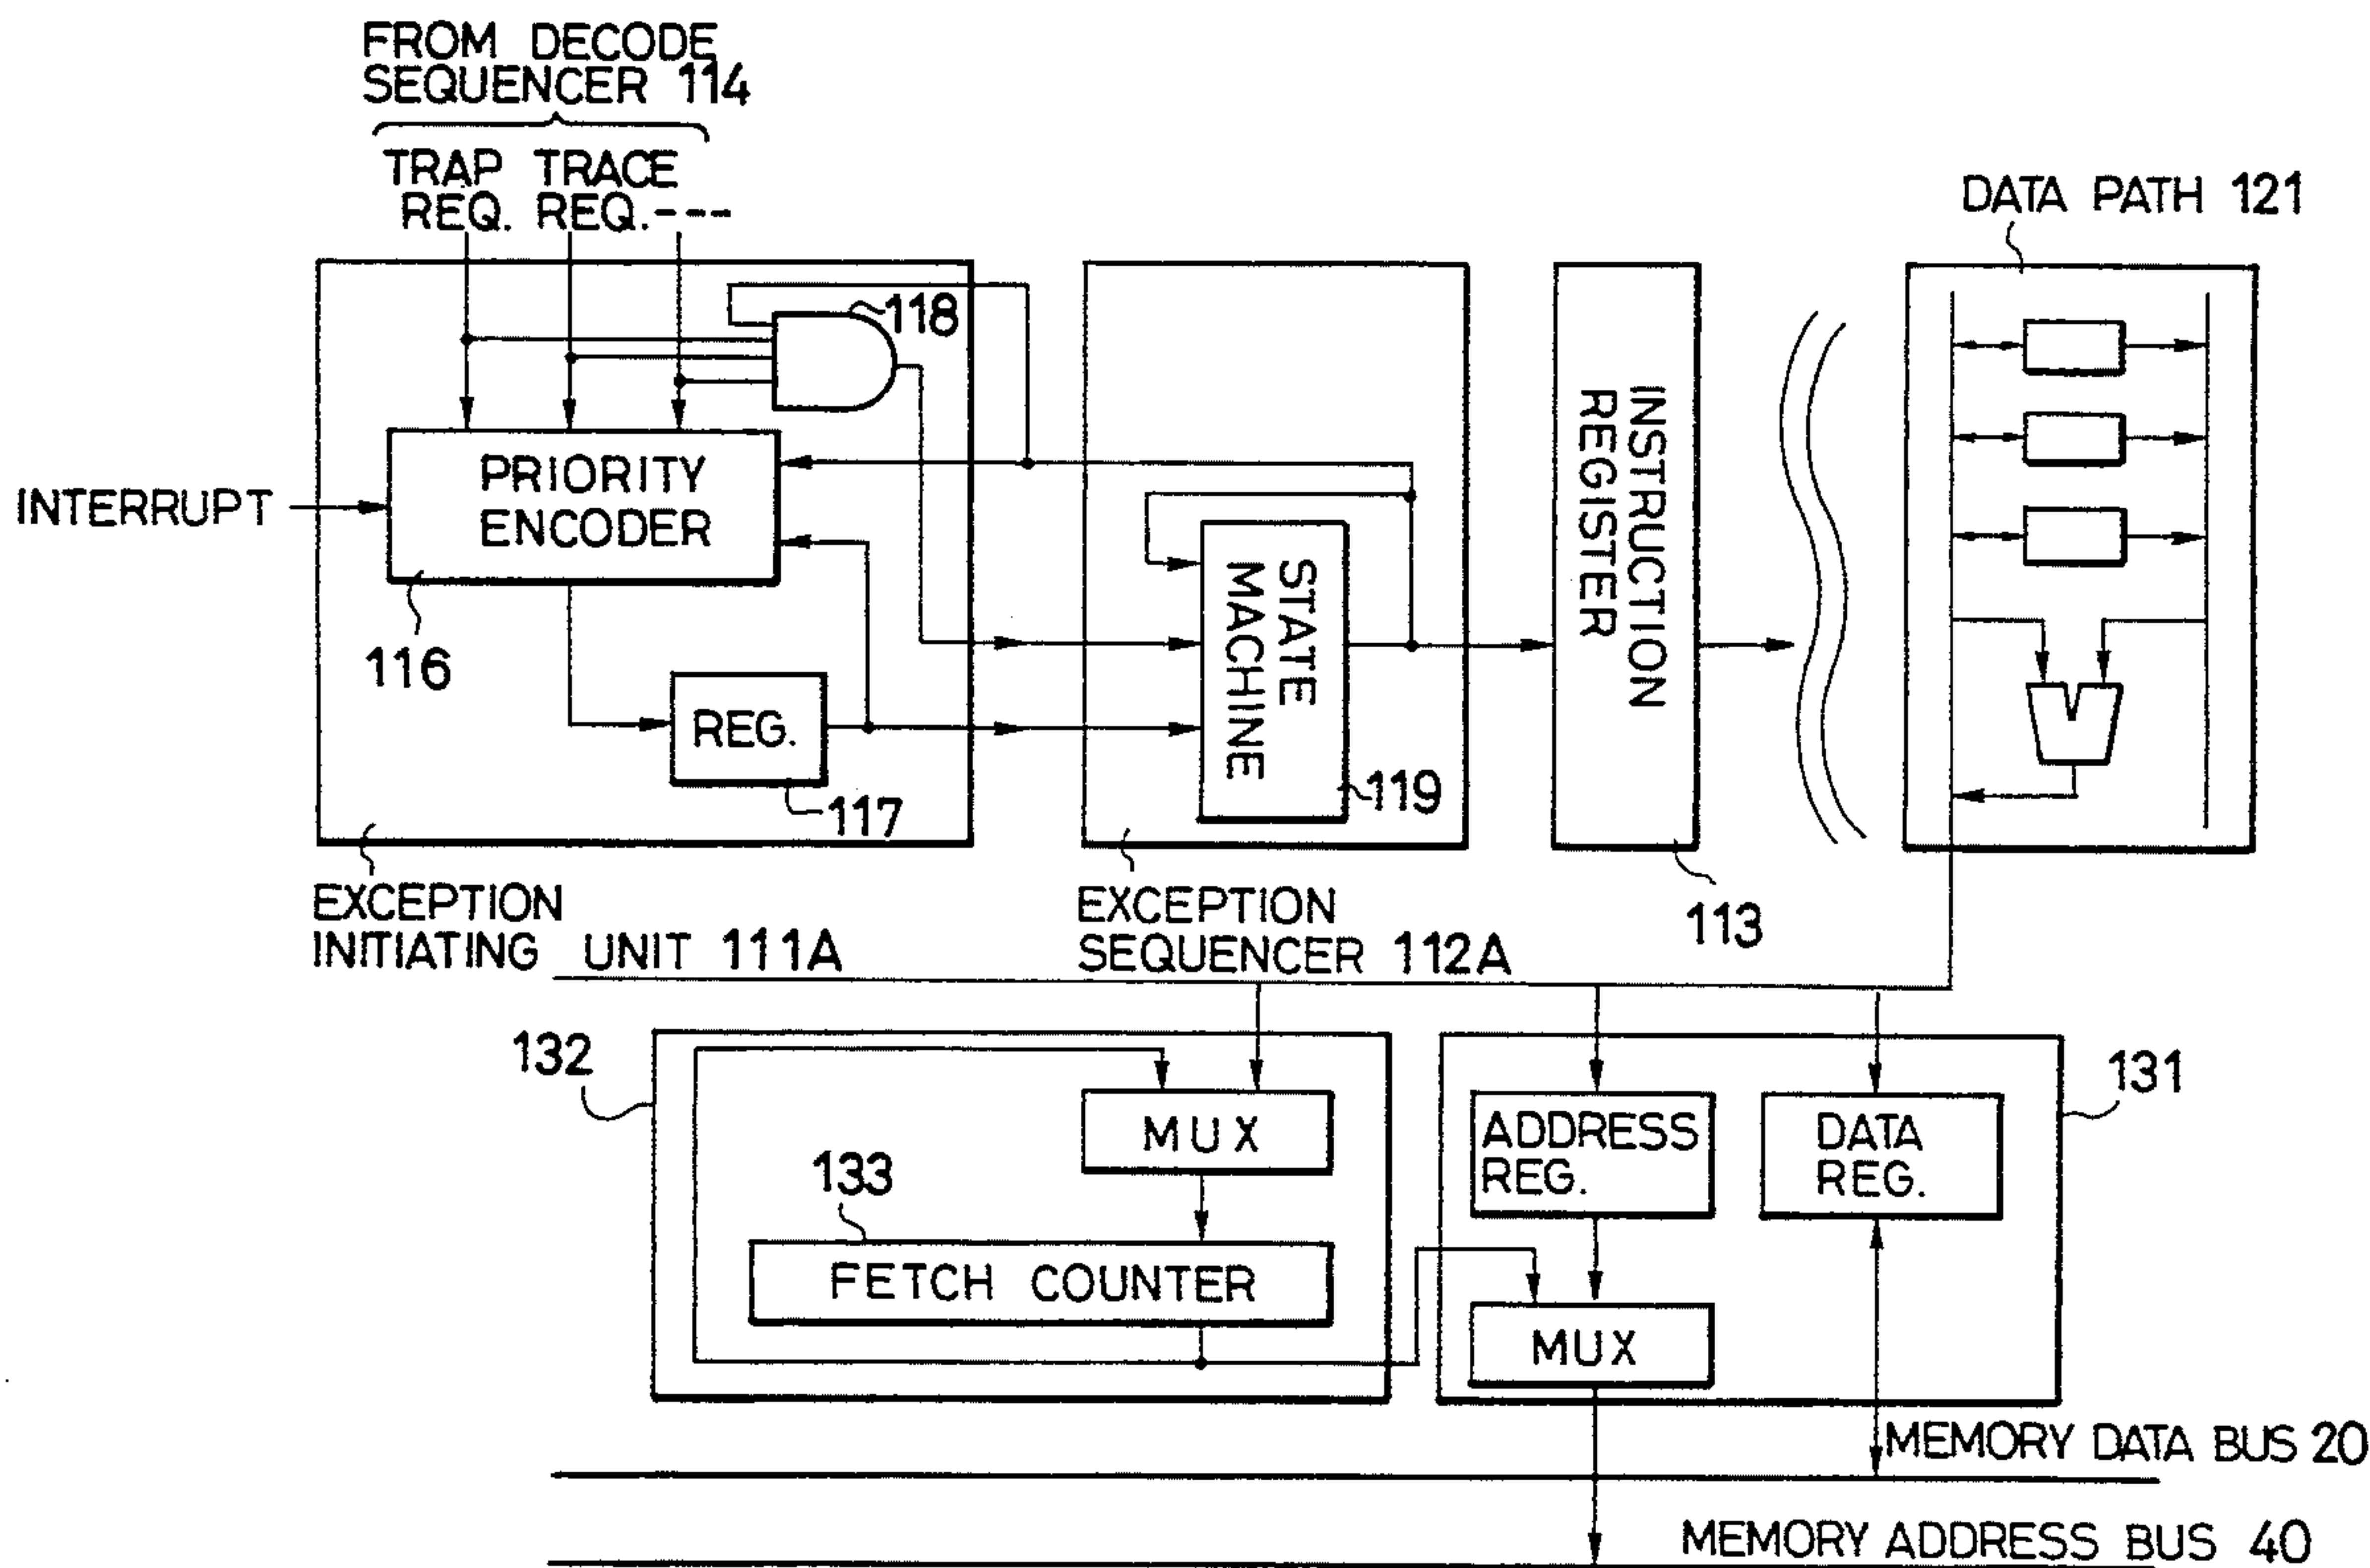 FROM DECODE
SEQUENCER 114
TRAP TRACE
REQ. REQ.---
DATA PATH 121
118
INTERRUPT
PRIORITY
ENCODER
116
REG.
117
STATE
MACHINE
119
INSTRUCTION
REGISTER
113
EXCEPTION
INITIATING UNIT 111A
EXCEPTION
SEQUENCER 112A
132
MUX
133
FETCH COUNTER
ADDRESS
REG.
DATA
REG.
131
MUX
MEMORY DATA BUS 20
MEMORY ADDRESS BUS 40